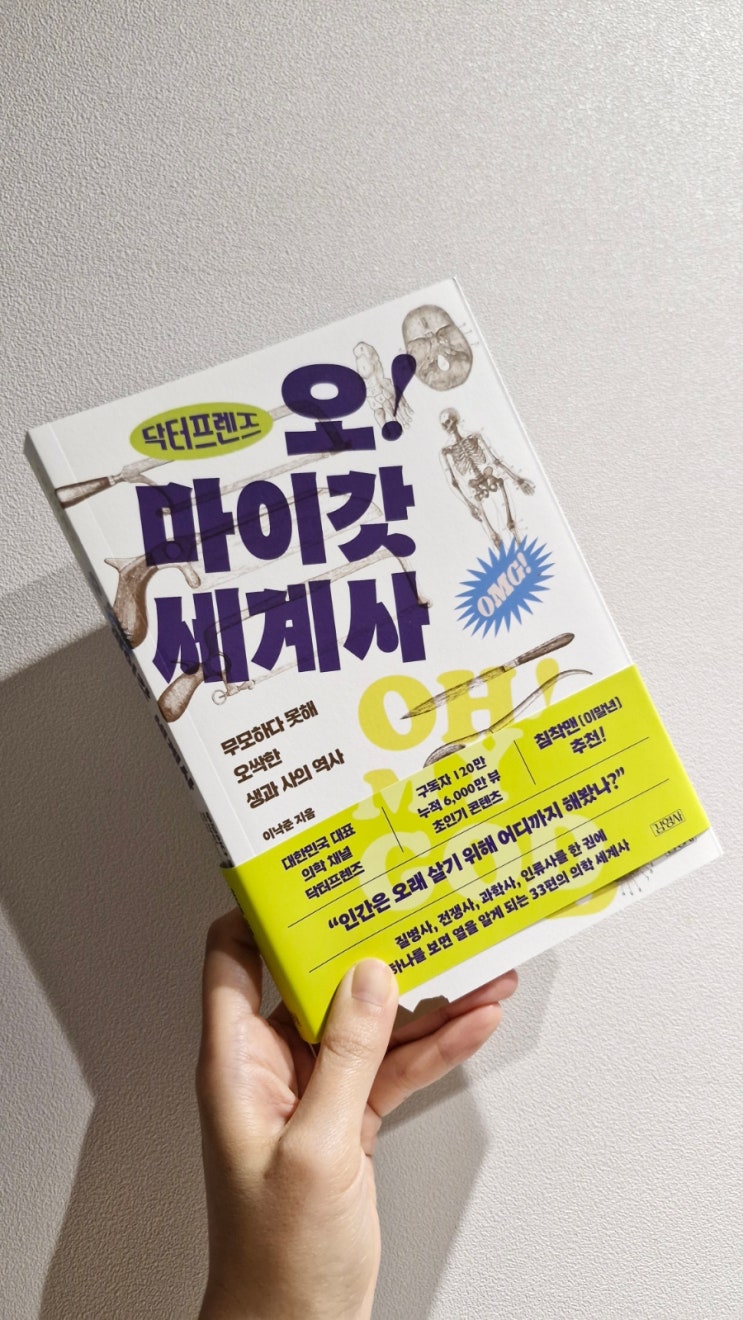 닥터프렌즈
오!
마이갓
세계사
OMG!
무모하다 못해
오싹한
생과 사의 역사
이낙준 지음
OH!
MY
GOD
대한민국 대표
의학 채널
닥터프렌즈
구독자 120만
누적 6,000만 뷰
초인기 콘텐츠
침착맨(이말년)
추천!
“인간은 오래 살기 위해 어디까지 해봤나?”
질병사, 전쟁사, 과학사, 인류사를 한 권에
하나를 보면 열을 알게 되는 33편의 의학 세계사
김영사